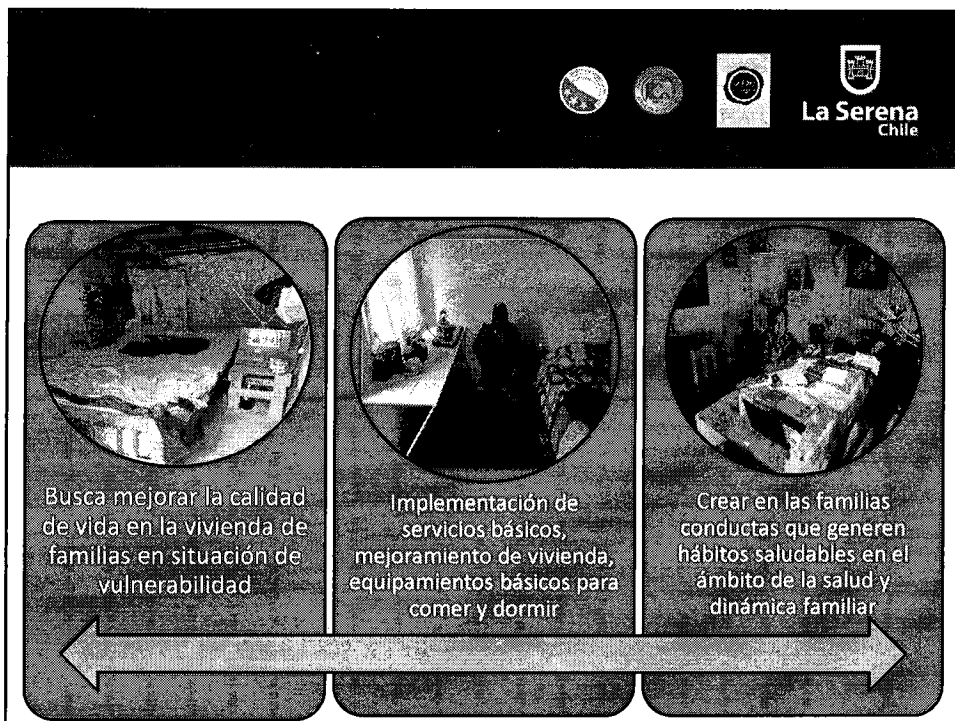 La Serena
Chile
Busca mejorar la calidad
de vida en la vivienda de
familias en situación de
vulnerabilidad
Implementación de
servicios básicos,
mejoramiento de vivienda,
equipamientos básicos para
comer y dormir
Crear en las familias
conductas que generen
hábitos saludables en el
ámbito de la salud y
dinámica familiar